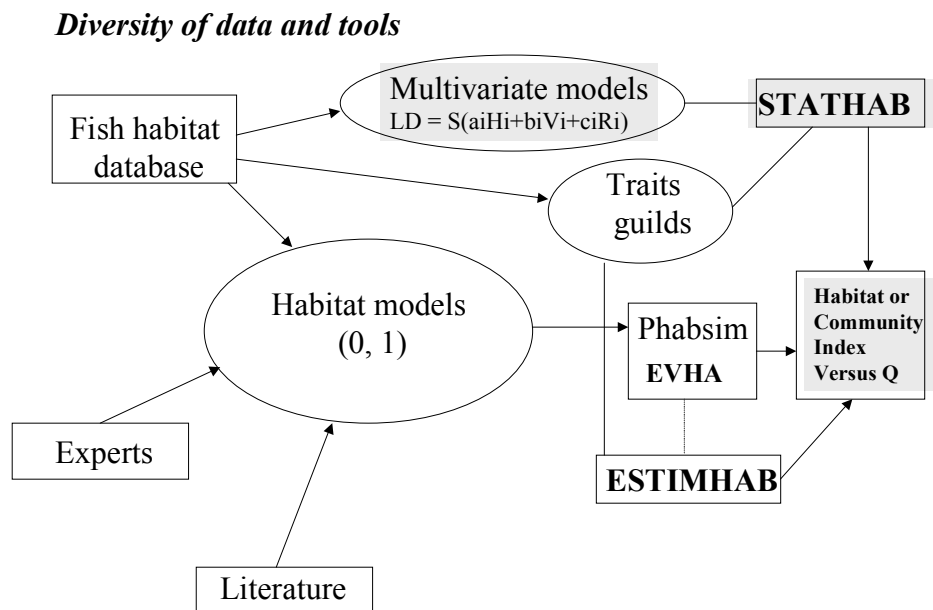 Diversity of data and tools
Multivariate models
LD = S(aiHi+biVi+ciRi)
STATHAB
Fish habitat
database
Traits
guilds
Habitat models
(0, 1)
Phabsim
EVHA
Habitat or
Community
Index
Versus Q
Experts
ESTIMHAB
Literature